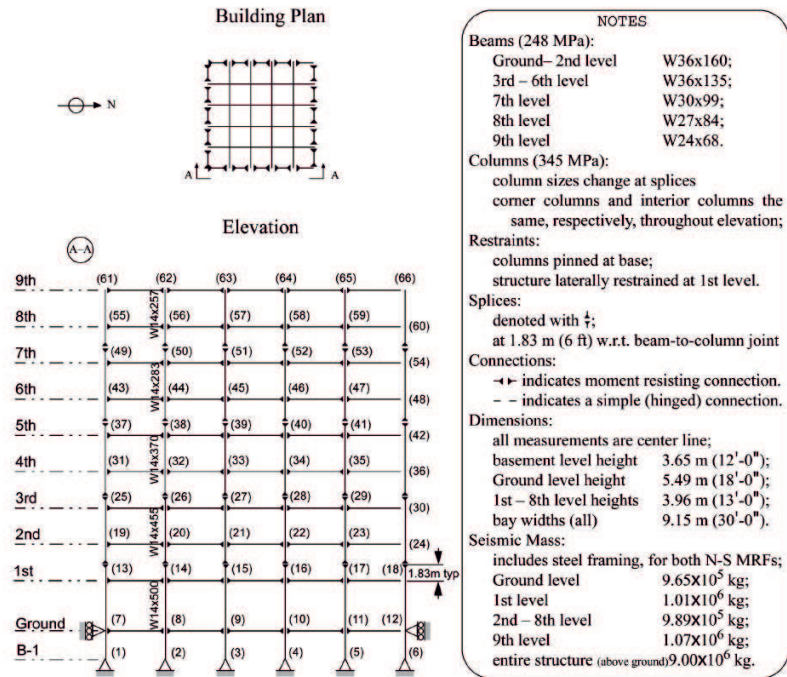 Building Plan
N
A
A
Elevation
A-A
9th
(61) (62) (63) (64) (65) (66)
W14x257
8th
(55) (56) (57) (58) (59) (60)
7th
(49) (50) (51) (52) (53) (54)
W14x283
6th
(43) (44) (45) (46) (47) (48)
5th
(37) (38) (39) (40) (41) (42)
W14x370
4th
(31) (32) (33) (34) (35) (36)
3rd
(25) (26) (27) (28) (29) (30)
W14x455
2nd
(19) (20) (21) (22) (23) (24)
1st
(13) (14) (15) (16) (17) (18)
1.83m typ
W14x500
Ground
(7) (8) (9) (10) (11) (12)
B-1
(1) (2) (3) (4) (5) (6)
NOTES
Beams (248 MPa):
Ground– 2nd level W36x160;
3rd – 6th level W36x135;
7th level W30x99;
8th level W27x84;
9th level W24x68.
Columns (345 MPa):
column sizes change at splices
corner columns and interior columns the
same, respectively, throughout elevation;
Restraints:
columns pinned at base;
structure laterally restrained at 1st level.
Splices:
denoted with ;
at 1.83 m (6 ft) w.r.t. beam-to-column joint
Connections:
indicates moment resisting connection.
– – indicates a simple (hinged) connection.
Dimensions:
all measurements are center line;
basement level height 3.65 m (12'-0");
Ground level height 5.49 m (18'-0");
1st – 8th level heights 3.96 m (13'-0");
bay widths (all) 9.15 m (30'-0").
Seismic Mass:
includes steel framing, for both N-S MRFs;
Ground level 9.65X10⁵ kg;
1st level 1.01X10⁶ kg;
2nd – 8th level 9.89X10⁵ kg;
9th level 1.07X10⁶ kg;
entire structure (above ground)9.00X10⁶ kg.